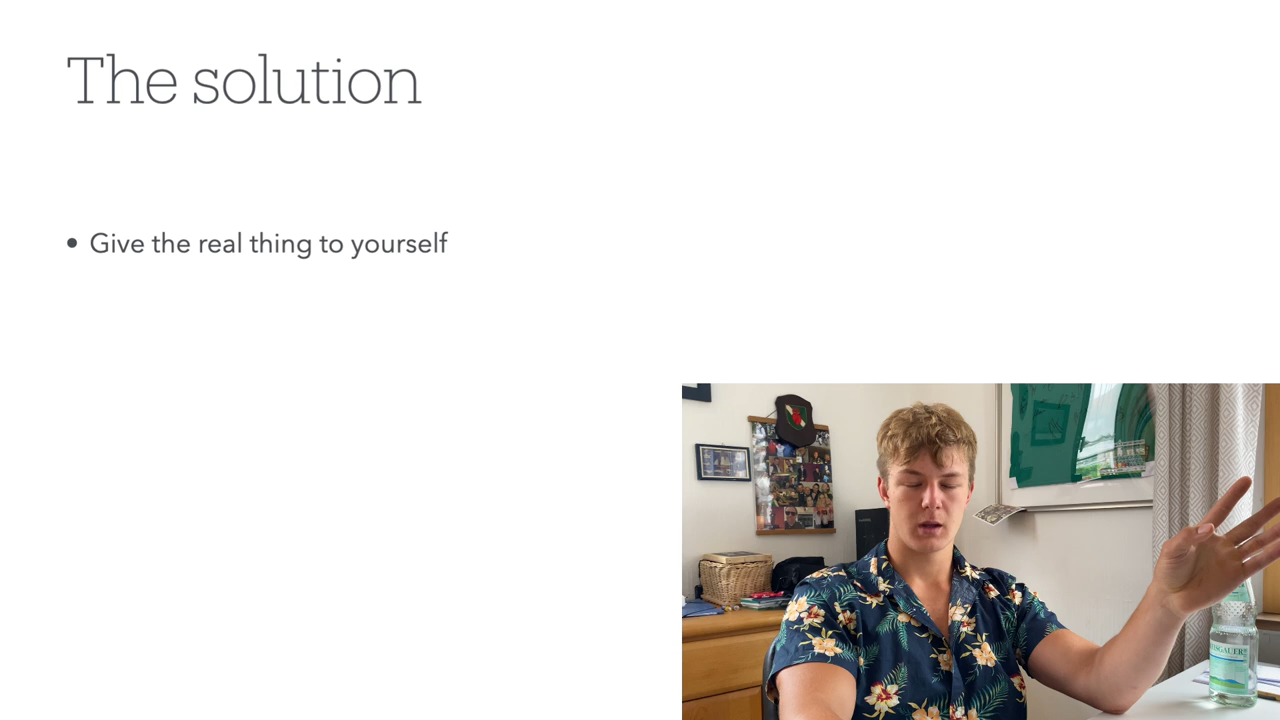 The solution
• Give the real thing to yourself